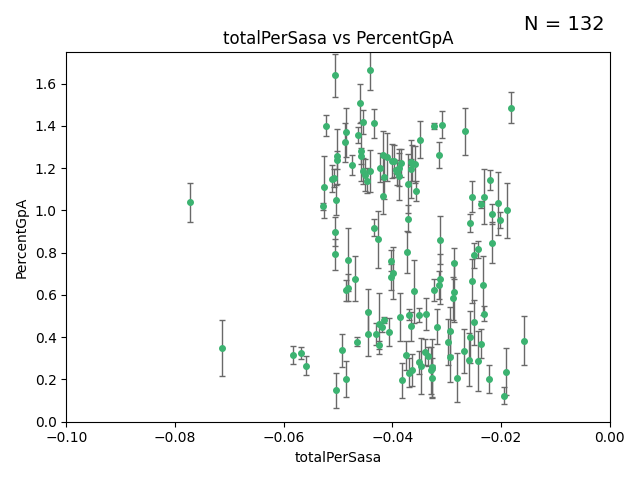 N = 132
totalPerSasa vs PercentGpA
PercentGpA
1.6
1.4
1.2
1.0
0.8
0.6
0.4
0.2
0.0
−0.10 −0.08 −0.06 −0.04 −0.02 0.00
totalPerSasa